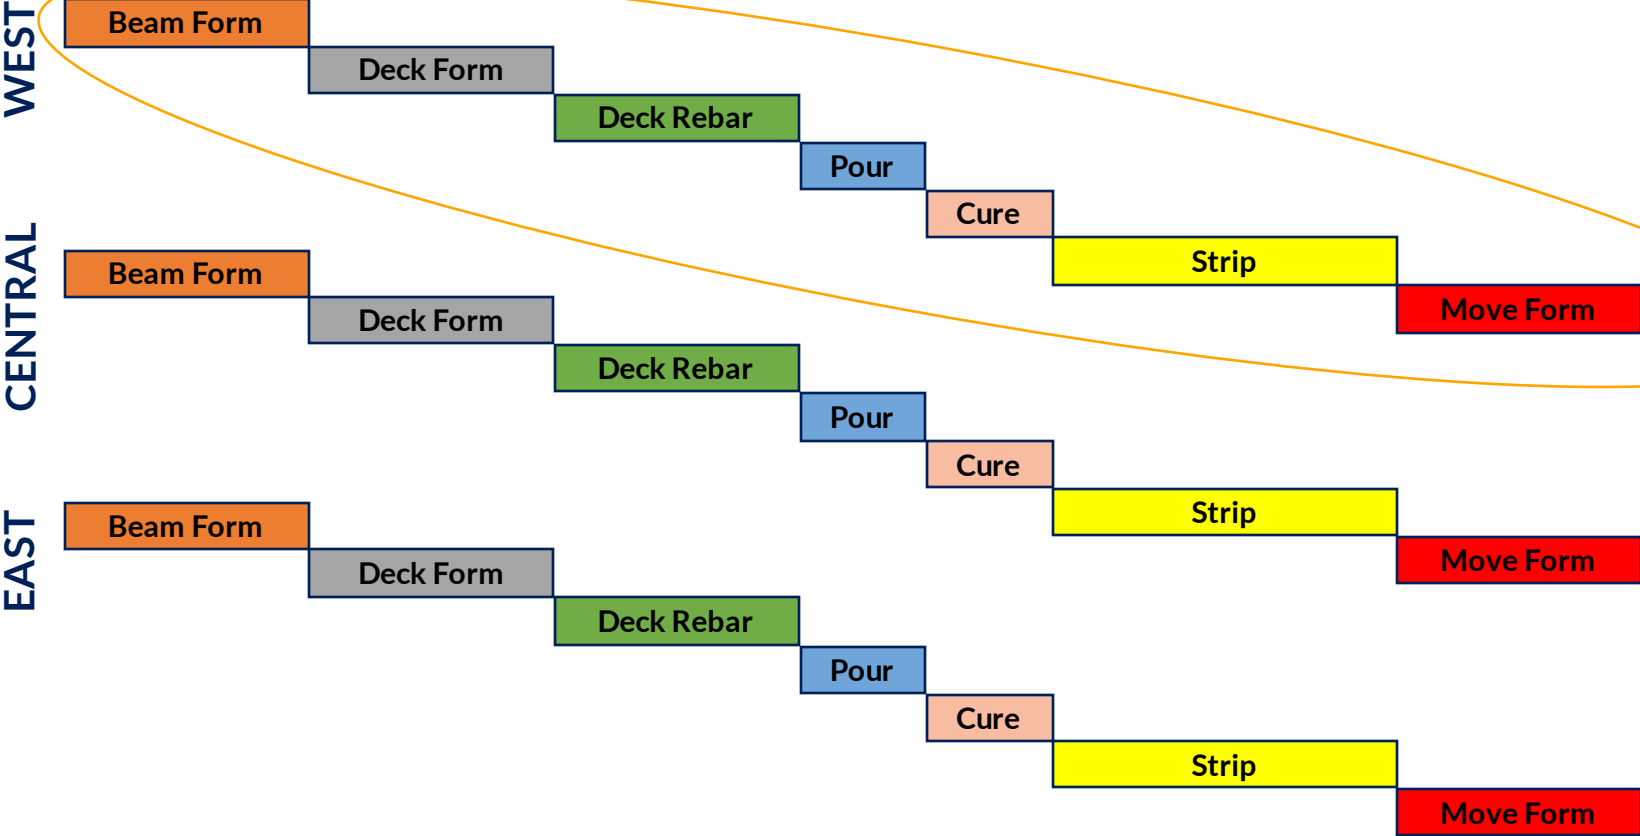 WEST
Beam Form
Deck Form
Deck Rebar
Pour
Cure
Strip
Move Form
CENTRAL
Beam Form
Deck Form
Deck Rebar
Pour
Cure
Strip
Move Form
EAST
Beam Form
Deck Form
Deck Rebar
Pour
Cure
Strip
Move Form